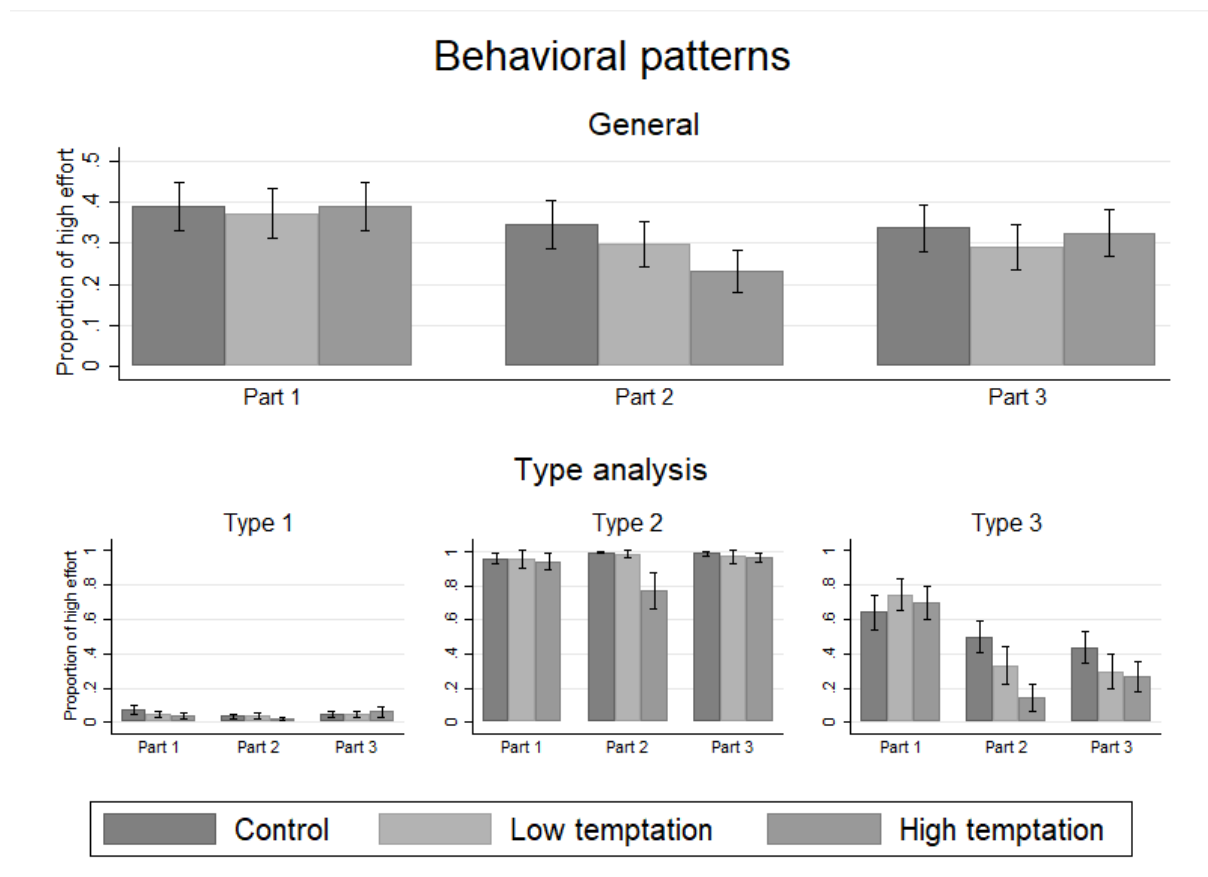 Behavioral patterns
General
Proportion of high effort
.5
.4
.3
.2
.1
0
Part 1 Part 2 Part 3
Type analysis
Type 1
Proportion of high effort
1
.8
.6
.4
.2
0
Part 1 Part 2 Part 3
Type 2
1
.8
.6
.4
.2
0
Part 1 Part 2 Part 3
Type 3
1
.8
.6
.4
.2
0
Part 1 Part 2 Part 3
Control Low temptation High temptation